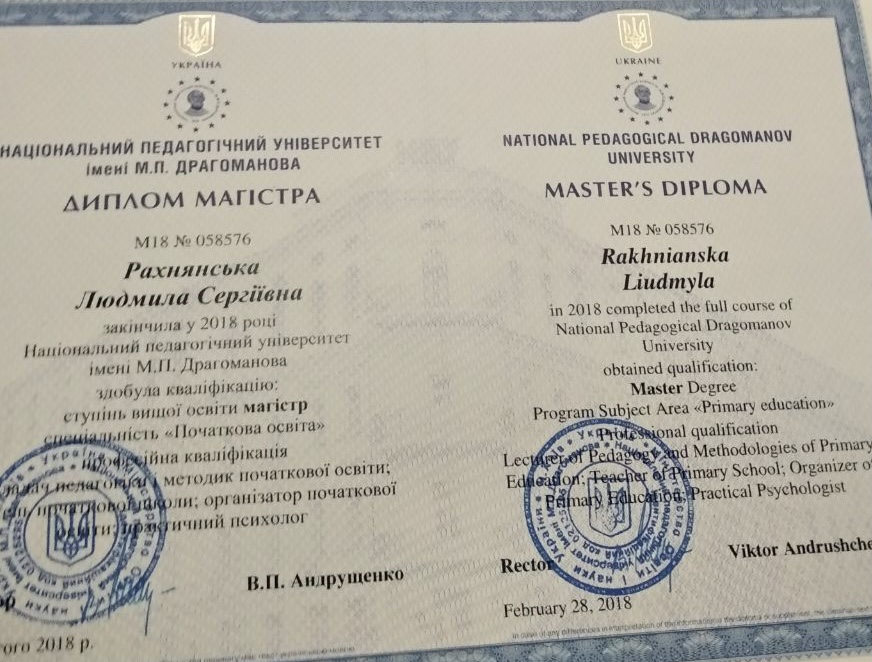 УКРАЇНА
НАЦІОНАЛЬНИЙ ПЕДАГОГІЧНИЙ УНІВЕРСИТЕТ
імені М.П. ДРАГОМАНОВА
ДИПЛОМ МАГІСТРА
М18 № 058576
Рахнянська
Людмила Сергіївна
закінчила у 2018 році
Національний педагогічний університет
імені М.П. Драгоманова
здобула кваліфікацію:
ступінь вищої освіти магістр
спеціальність «Початкова освіта»
кваліфікація
педагогіки і методик початкової освіти;
початкової школи; організатор початкової
освіти; практичний психолог
В.П. Андрущенко
2018 р.
UKRAINE
NATIONAL PEDAGOGICAL DRAGOMANOV
UNIVERSITY
MASTER'S DIPLOMA
М18 № 058576
Rakhnianska
Liudmyla
in 2018 completed the full course of
National Pedagogical Dragomanov
University
obtained qualification:
Master Degree
Program Subject Area «Primary education»
Professional qualification
Lecturer of Pedagogy and Methodologies of Primary
Education; Teacher of Primary School; Organizer o
Primary Education; Practical Psychologist
Rector
Viktor Andrushche
February 28, 2018